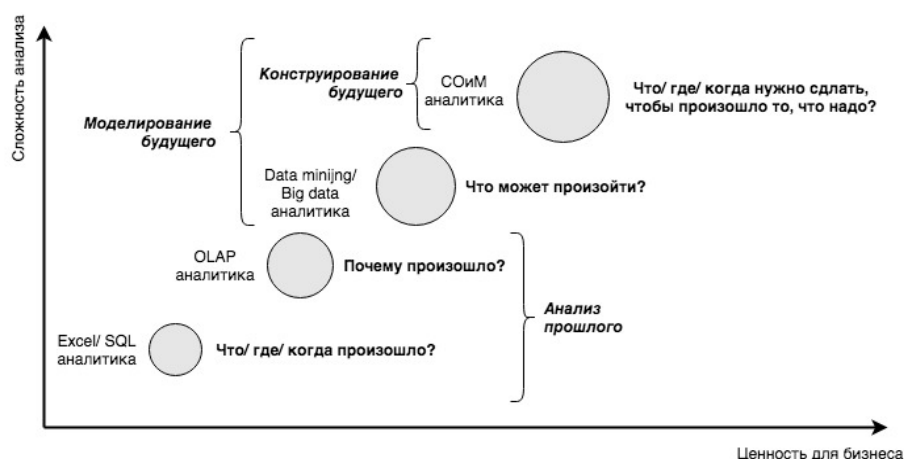 Сложность анализа
Конструирование
будущего
СОиМ
аналитика
Что/ где/ когда нужно сдлать,
чтобы произошло то, что надо?
Моделирование
будущего
Data minijng/
Big data
аналитика
Что может произойти?
OLAP
аналитика
Почему произошло?
Анализ
прошлого
Excel/ SQL
аналитика
Что/ где/ когда произошло?
Ценность для бизнеса